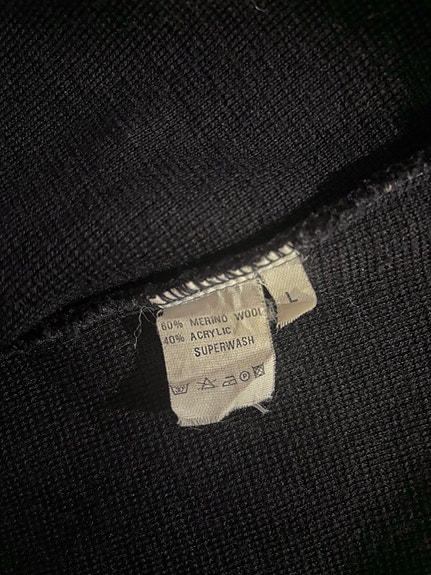 60% MERINO WOOL
40% ACRYLIC
SUPERWASH
L